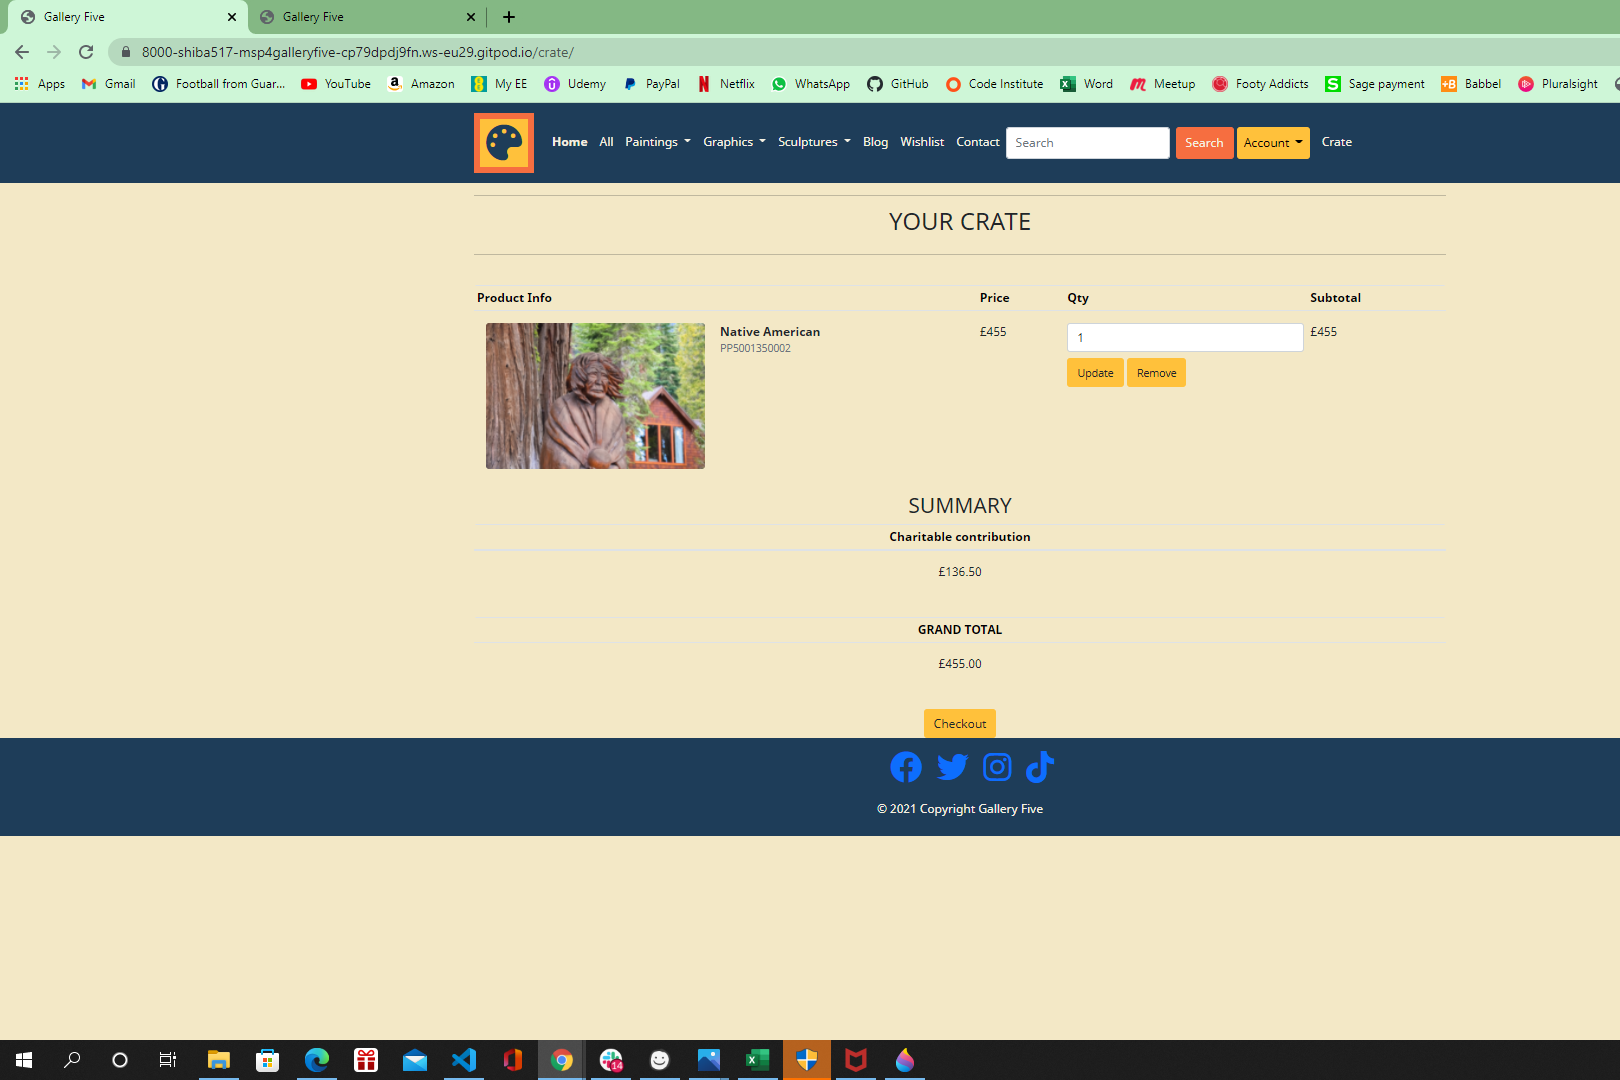 Gallery Five
Gallery Five
8000-shiba517-msp4galleryfive-cp79dpdj9fn.ws-eu29.gitpod.io/crate/
Apps Gmail Football from Guar... YouTube Amazon My EE Udemy PayPal Netflix WhatsApp GitHub Code Institute Word Meetup Footy Addicts Sage payment Babbel Pluralsight
Home All Paintings Graphics Sculptures Blog Wishlist Contact Search Search Account Crate
YOUR CRATE
Product Info Price Qty Subtotal
Native American £455 1 £455
PP5001350002
Update Remove
SUMMARY
Charitable contribution
£136.50
GRAND TOTAL
£455.00
Checkout
© 2021 Copyright Gallery Five
14